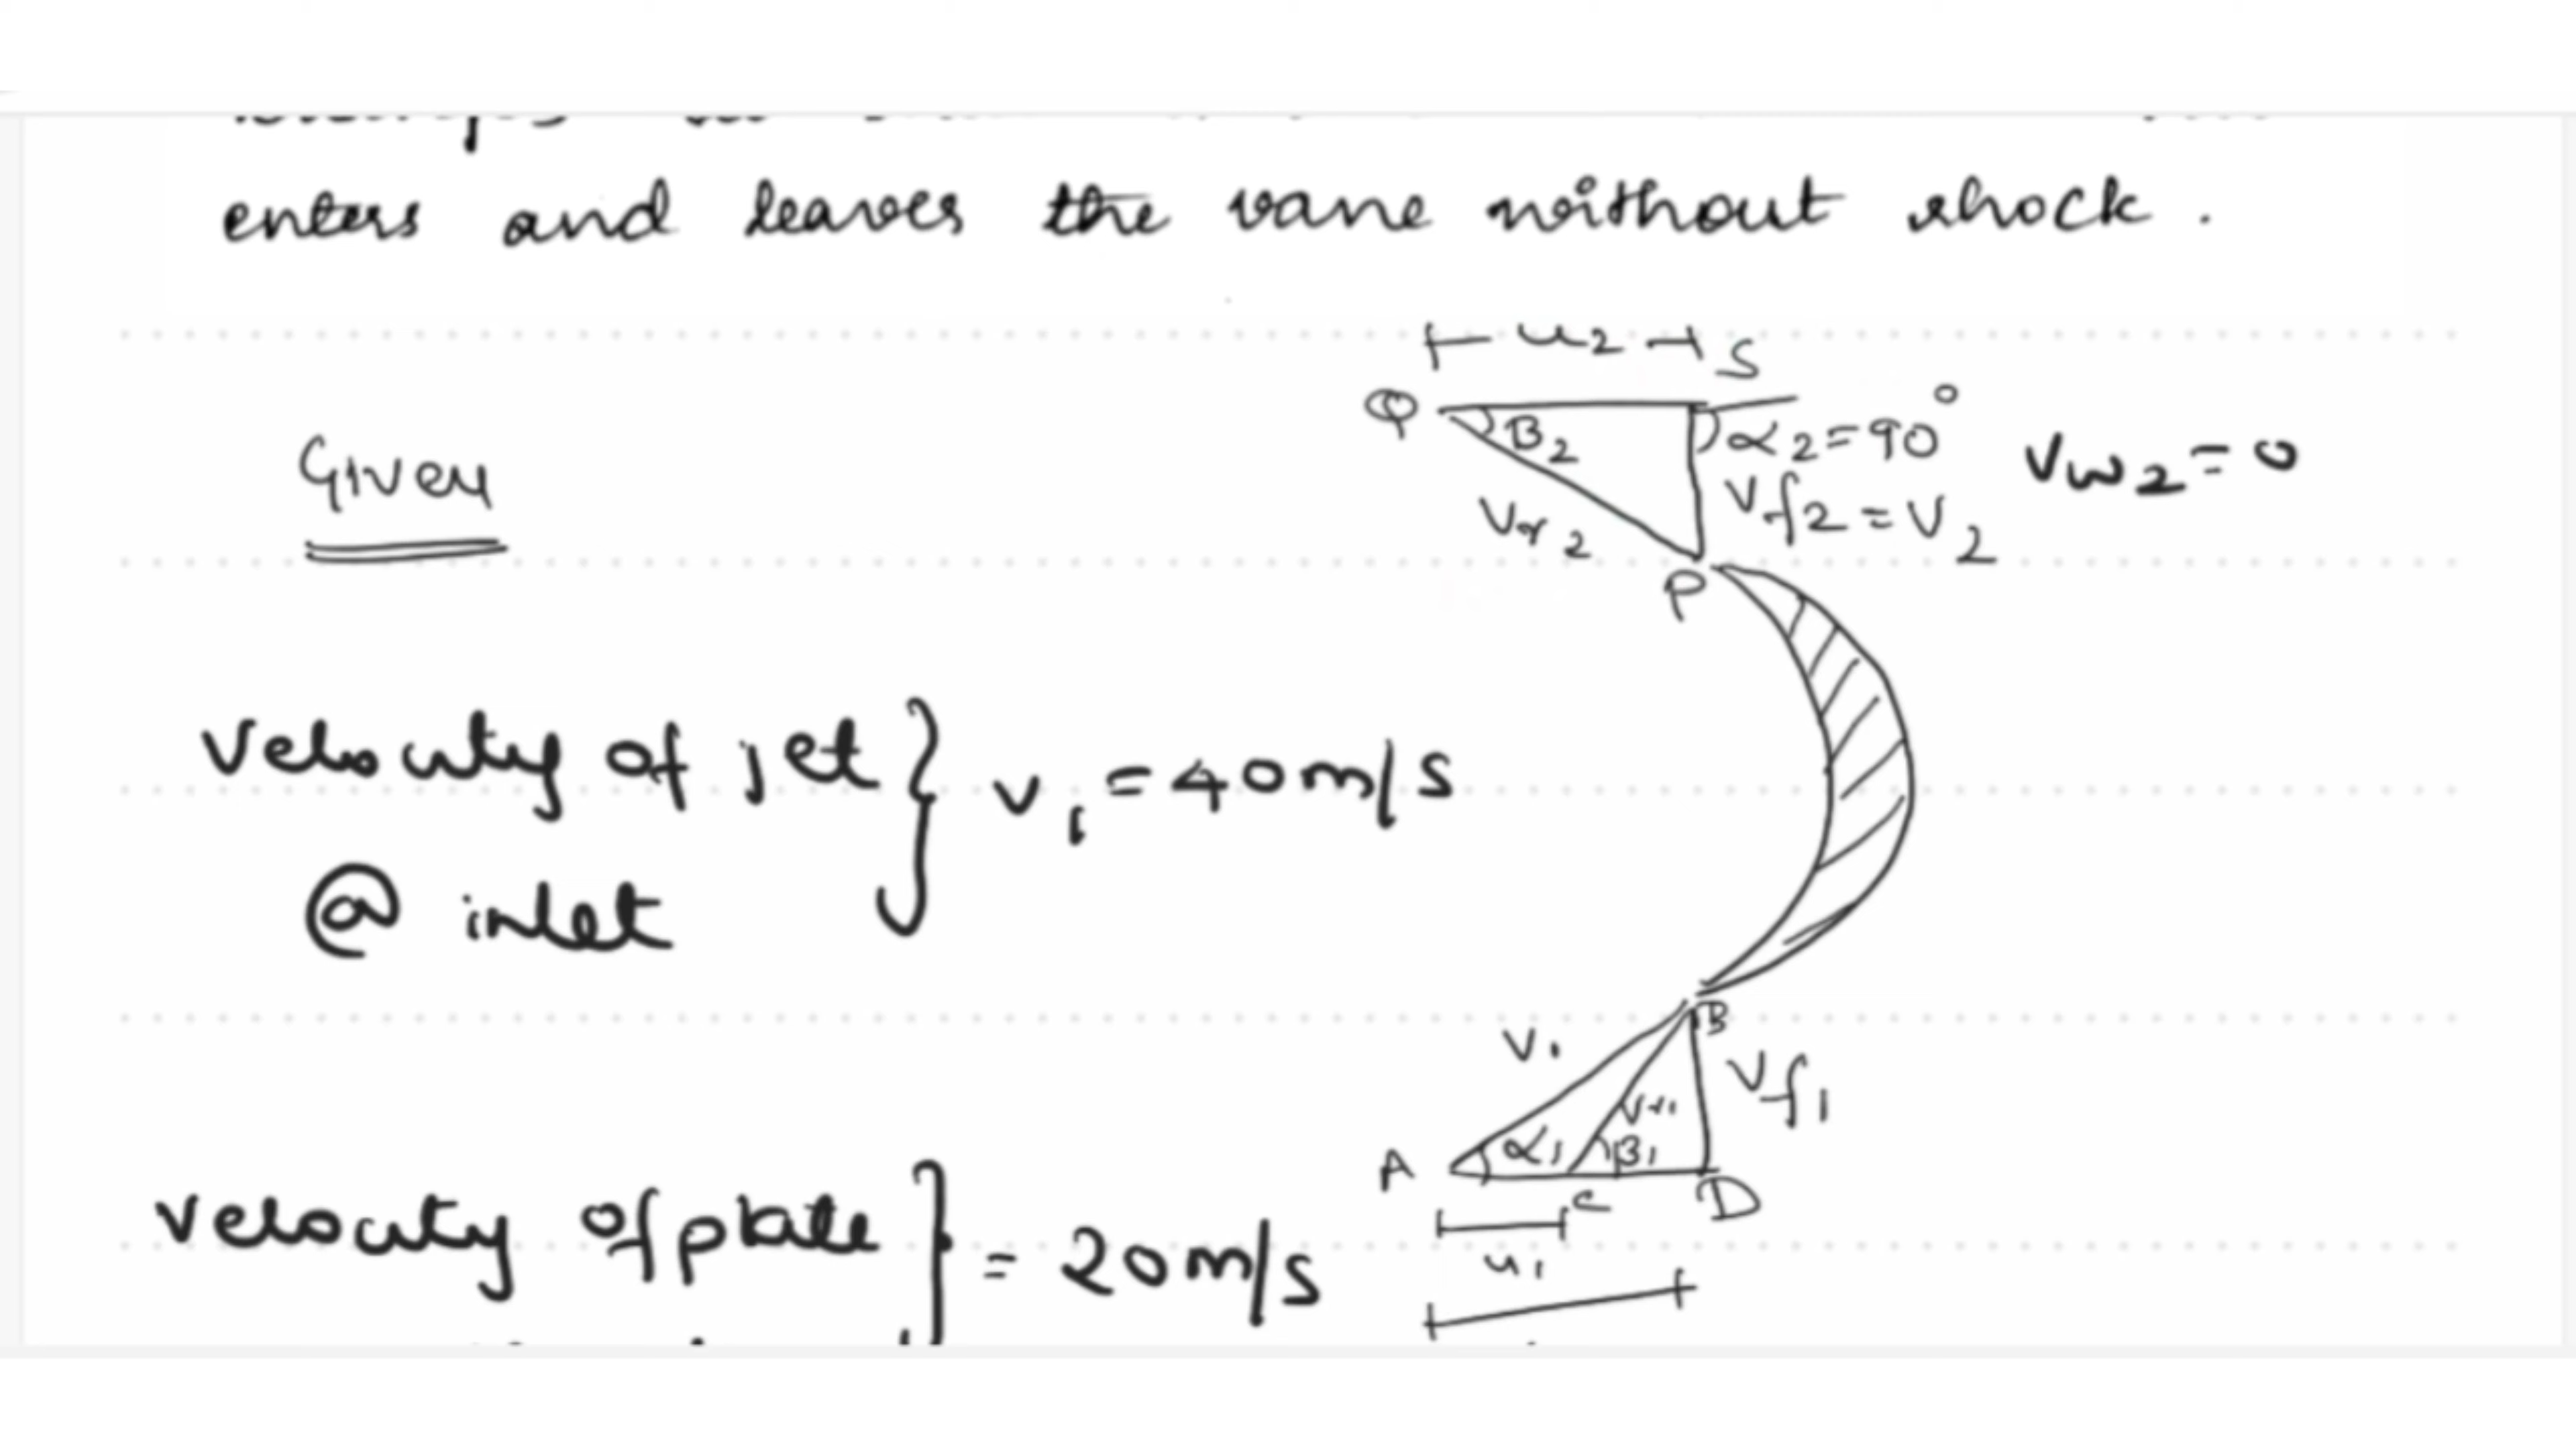 enters and leaves the vane without shock.
Given
u2 S
Q B2 α2=90° Vw2=0
Vr2 Vf2=V2
P
Velocity of jet } V1=40m/s
@ inlet
B
V1 Vf1
Vr1
A α1 β1
C D
u1
Velocity of plate } = 20m/s